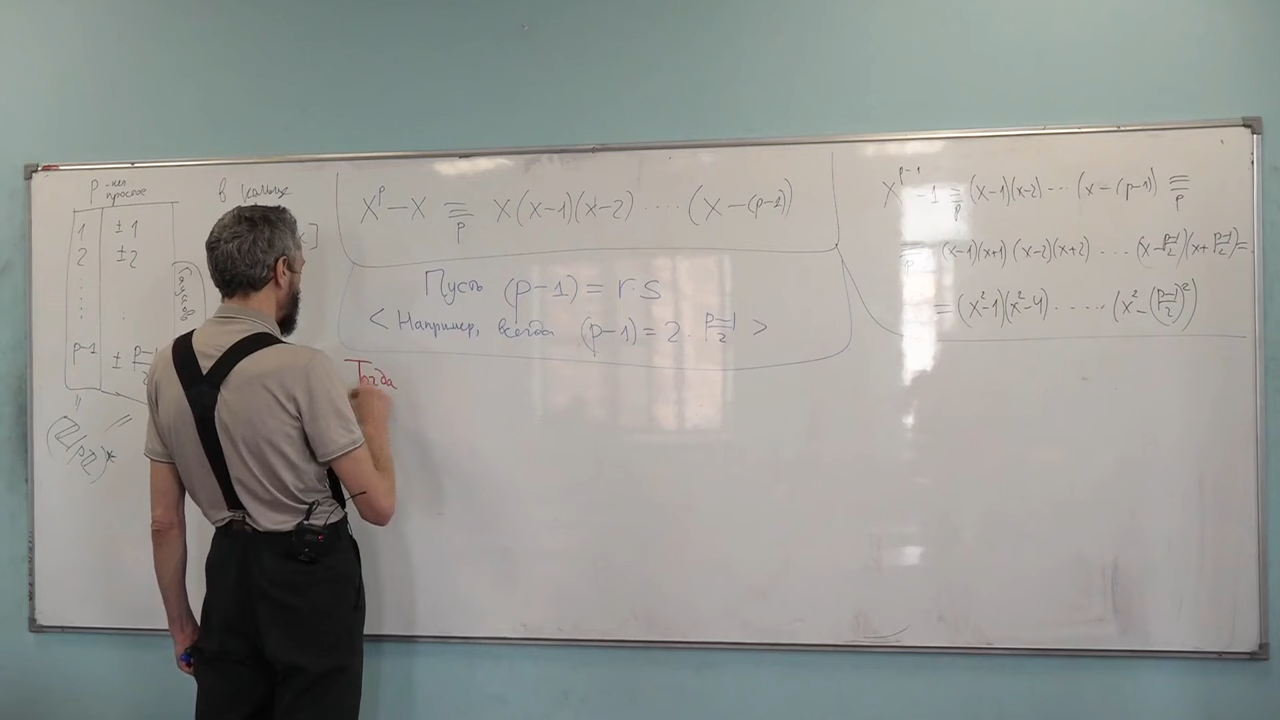 p - неч
простое
1 ± 1
2 ± 2
p-1 ± p-1
(Z/pZ)*
в кольце
x]
X^p - X ≡_p X(X-1)(X-2) ..... (X-(p-1))
Пусть (p-1) = r·s
< Например, всегда (p-1) = 2 · (p-1)/2 >
Тогда
X^{p-1} - 1 ≡_p (X-1)(X-2) ..... (X-(p-1)) ≡_p
≡_p (X-1)(X+1)(X-2)(X+2) ..... (X-(p-1)/2)(X+(p-1)/2) =
= (X²-1)(X²-4) ...... (X²-((p-1)/2)²)